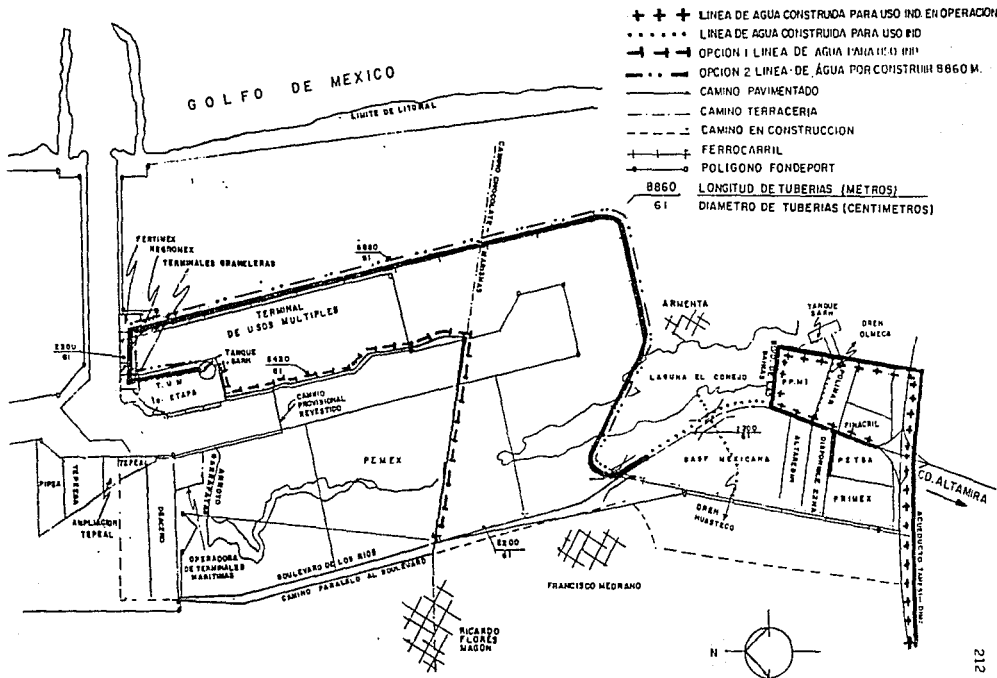 LINEA DE AGUA CONSTRUIDA PARA USO IND. EN OPERACION
LINEA DE AGUA CONSTRUIDA PARA USO IND
OPCION 1 LINEA DE AGUA PARA USO IND
OPCION 2 LINEA DE AGUA POR CONSTRUIR 8860 M.
CAMINO PAVIMENTADO
CAMINO TERRACERIA
CAMINO EN CONSTRUCCION
FERROCARRIL
POLIGONO FONDEPORT
8860 LONGITUD DE TUBERIAS (METROS)
61 DIAMETRO DE TUBERIAS (CENTIMETROS)
GOLFO DE MEXICO
LIMITE DE LITORAL
FERTIMEX
NEGROMEX
TERMINALES GRANELERAS
8860
61
TERMINAL
DE USOS MULTIPLES
61
TANQUE
SARH
T.U.M
1a. ETAPA
5420
61
CAMINO
PROVISIONAL
REVESTIDO
ARMENTA
TANQUE
SARH
DREN
OLMECA
LAGUNA EL CONEJO
P.P.M.I
POLIMAR
FINACRIL
PETSA
PRIMEX
BASF MEXICANA
61
DREN
HUASTECO
CD. ALTAMIRA
PIPSA
TEPEAL
AMPLIACION
TEPEAL
DEACERO
ARROYO
GARRAPATAS
PEMEX
OPERADORA
DE TERMINALES
MARITIMAS
BOULEVARD DE LOS RIOS
CAMINO PARALELO AL BOULEVARD
5200
61
FRANCISCO MEDRANO
RICARDO
FLORES
MAGON
N
212